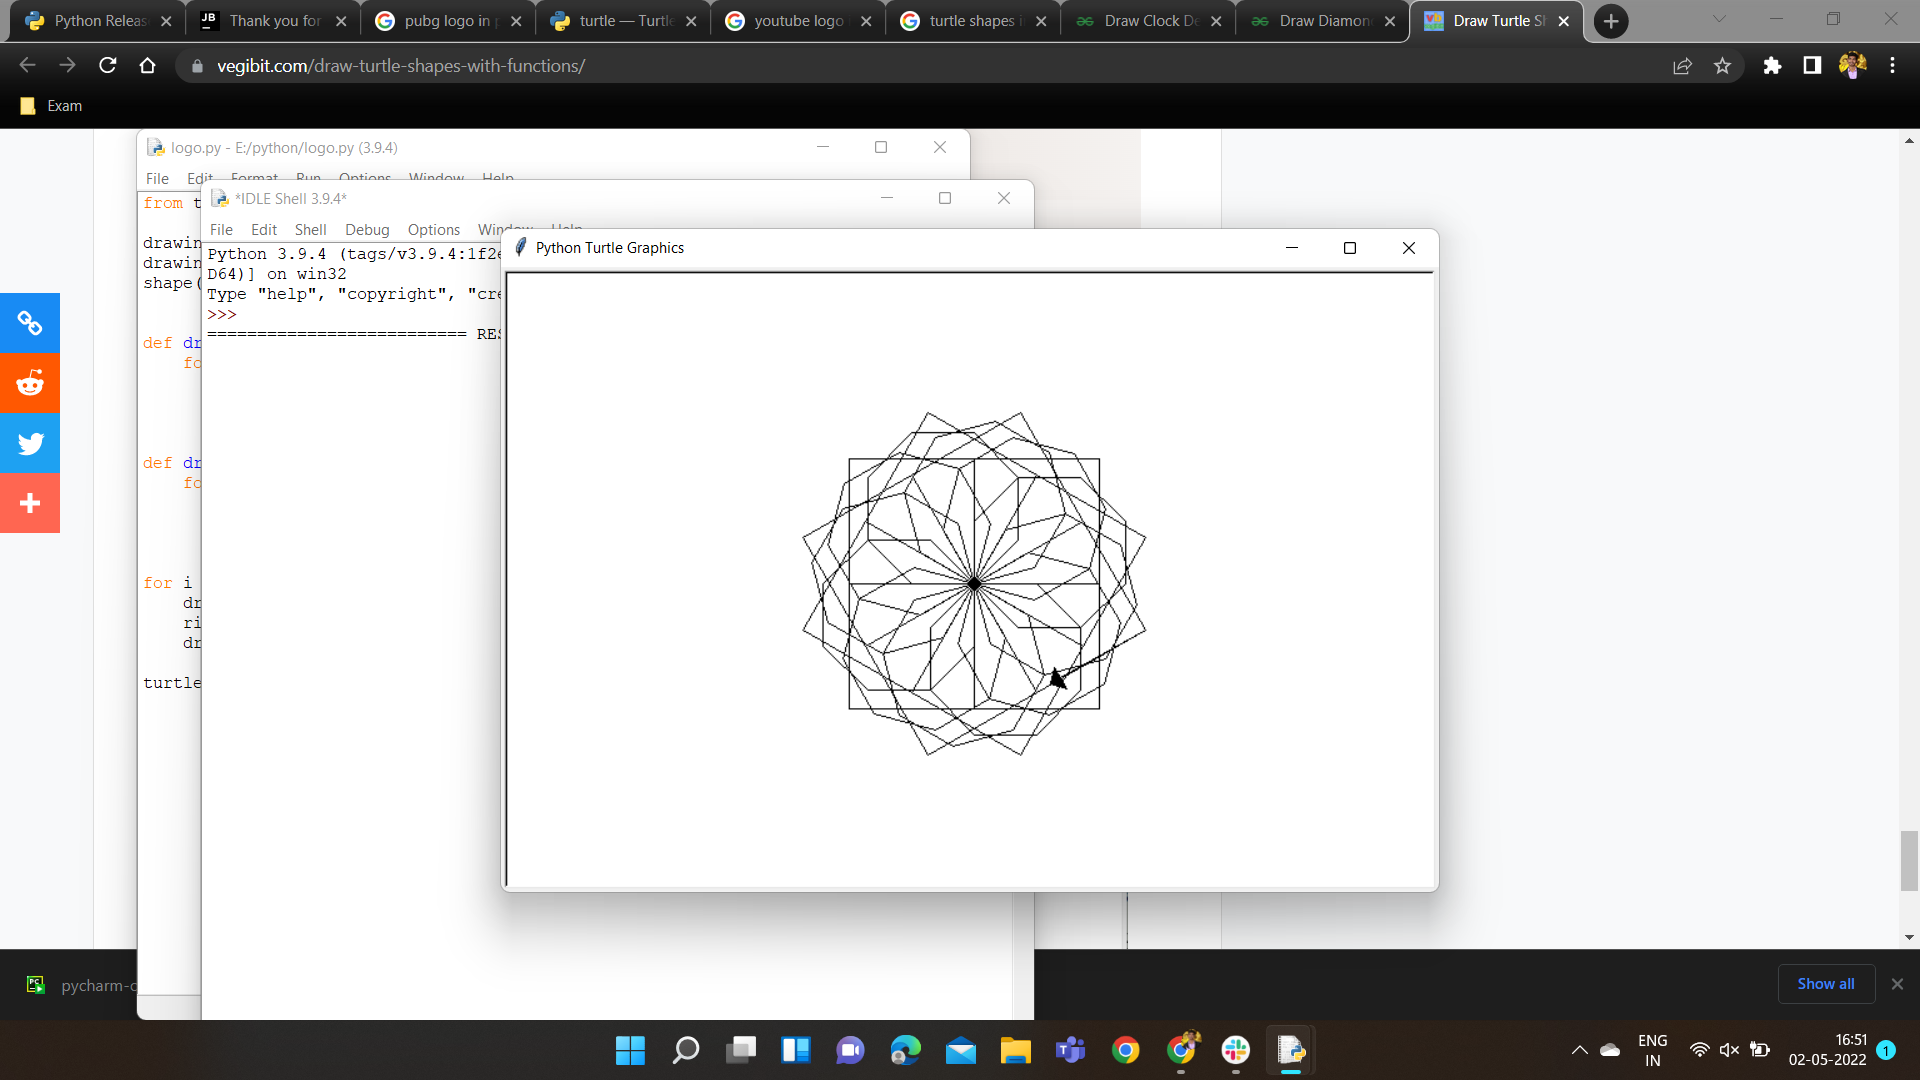 Python Releas
Thank you for
pubg logo in p
turtle — Turtle
youtube logo
turtle shapes i
Draw Clock De
Draw Diamon
Draw Turtle Sh
vegibit.com/draw-turtle-shapes-with-functions/
Exam
logo.py - E:/python/logo.py (3.9.4)
File Edit Format Run Options Window Help
from t
drawin
drawin
shape(
def dr
fo
def dr
fo
for i
dr
ri
dr
turtle
*IDLE Shell 3.9.4*
File Edit Shell Debug Options Window Help
Python 3.9.4 (tags/v3.9.4:1f2e
D64)] on win32
Type "help", "copyright", "cre
>>>
========================== RES
Python Turtle Graphics
pycharm-c
Show all
ENG
IN
16:51
02-05-2022
1